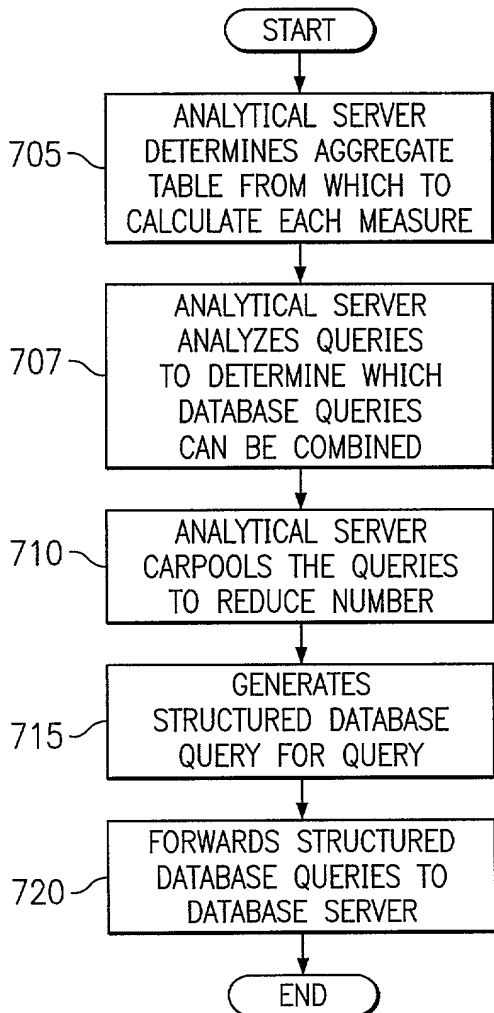 START
705
ANALYTICAL SERVER
DETERMINES AGGREGATE
TABLE FROM WHICH TO
CALCULATE EACH MEASURE
707
ANALYTICAL SERVER
ANALYZES QUERIES
TO DETERMINE WHICH
DATABASE QUERIES
CAN BE COMBINED
710
ANALYTICAL SERVER
CARPOOLS THE QUERIES
TO REDUCE NUMBER
715
GENERATES
STRUCTURED DATABASE
QUERY FOR QUERY
720
FORWARDS STRUCTURED
DATABASE QUERIES TO
DATABASE SERVER
END